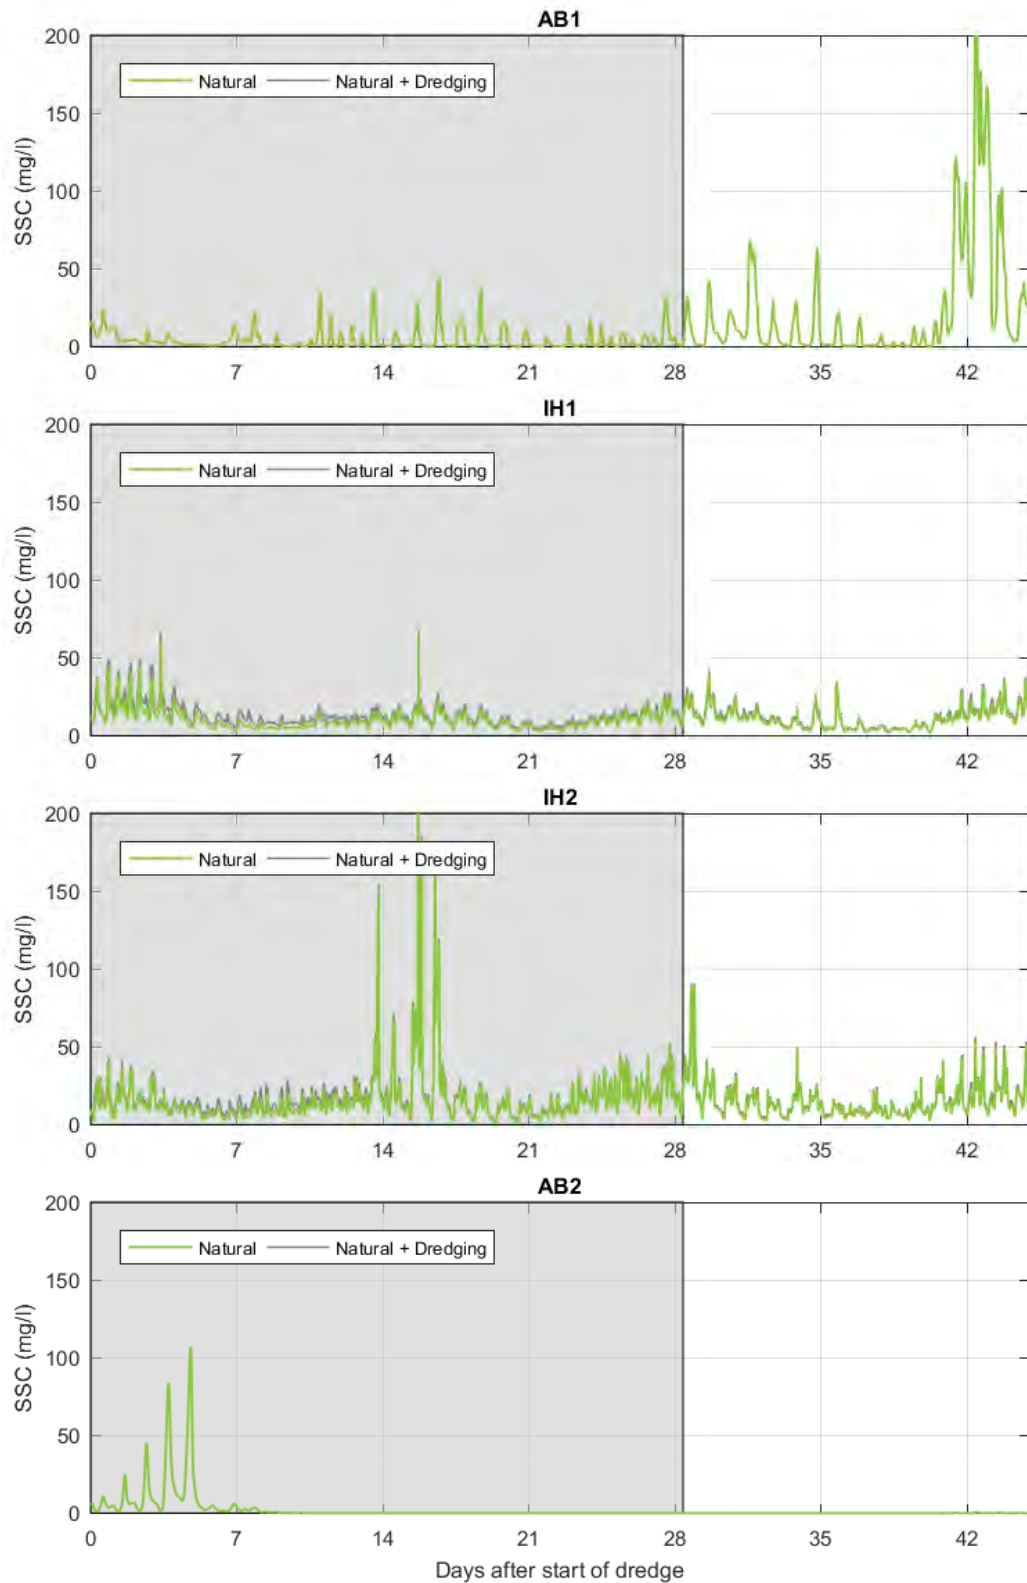 AB1
200
150
100
50
0
SSC (mg/l)
Natural Natural + Dredging
0 7 14 21 28 35 42
IH1
200
150
100
50
0
SSC (mg/l)
Natural Natural + Dredging
0 7 14 21 28 35 42
IH2
200
150
100
50
0
SSC (mg/l)
Natural Natural + Dredging
0 7 14 21 28 35 42
AB2
200
150
100
50
0
SSC (mg/l)
Natural Natural + Dredging
0 7 14 21 28 35 42
Days after start of dredge